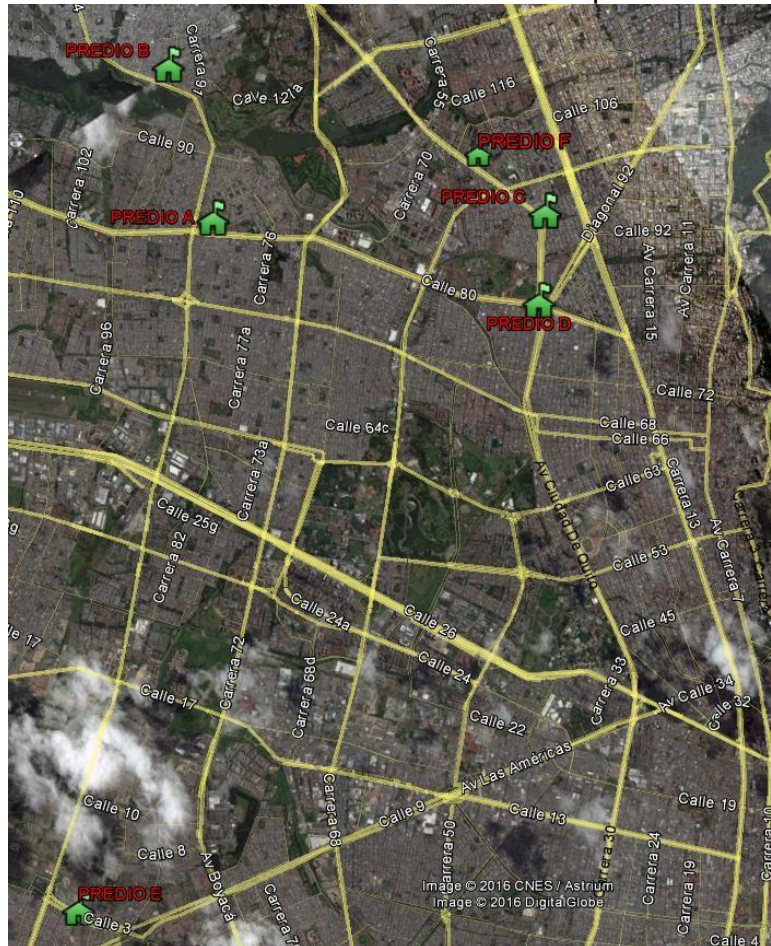 PREDIO B
Carrera 91
Carrera 55
Calle 116
Calle 106
Calle 90
Carrera 102
Carrera 70
PREDIO F
PREDIO A
PREDIO C
Diagonal 92
Calle 92
Carrera 76
Calle 80
Av Carrera 15
Av Carrera 11
PREDIO D
Carrera 96
Carrera 77a
Calle 72
Calle 64c
Calle 68
Calle 66
Carrera 73a
Calle 63
Carrera 13
Calle 25g
Av Ciudad De Quito
Av Carrera 7
Calle 53
Carrera 82
Calle 24a
Calle 26
Calle 45
Calle 24
Carrera 72
Carrera 68d
Carrera 33
Av Calle 34
Calle 32
Calle 17
Calle 22
Av Las Américas
Calle 10
Calle 9
Calle 13
Calle 19
Carrera 68
Calle 8
Av Boyacá
Carrera 50
Carrera 30
Carrera 24
Carrera 19
Carrera 10
PREDIO E
Calle 3
Image © 2016 CNES / Astrium
Image © 2016 DigitalGlobe
Calle 4